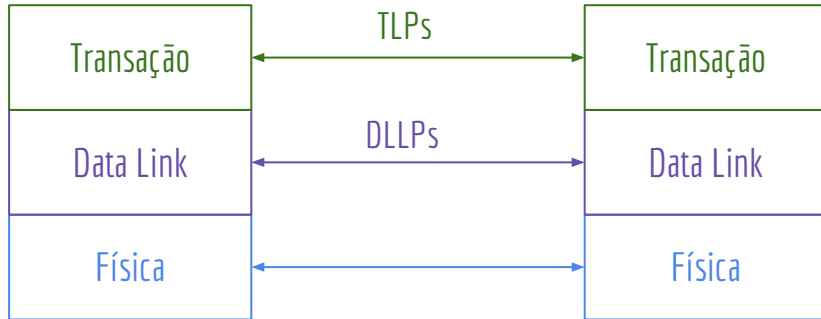 TLPs
Transação
Transação
DLLPs
Data Link
Data Link
Física
Física